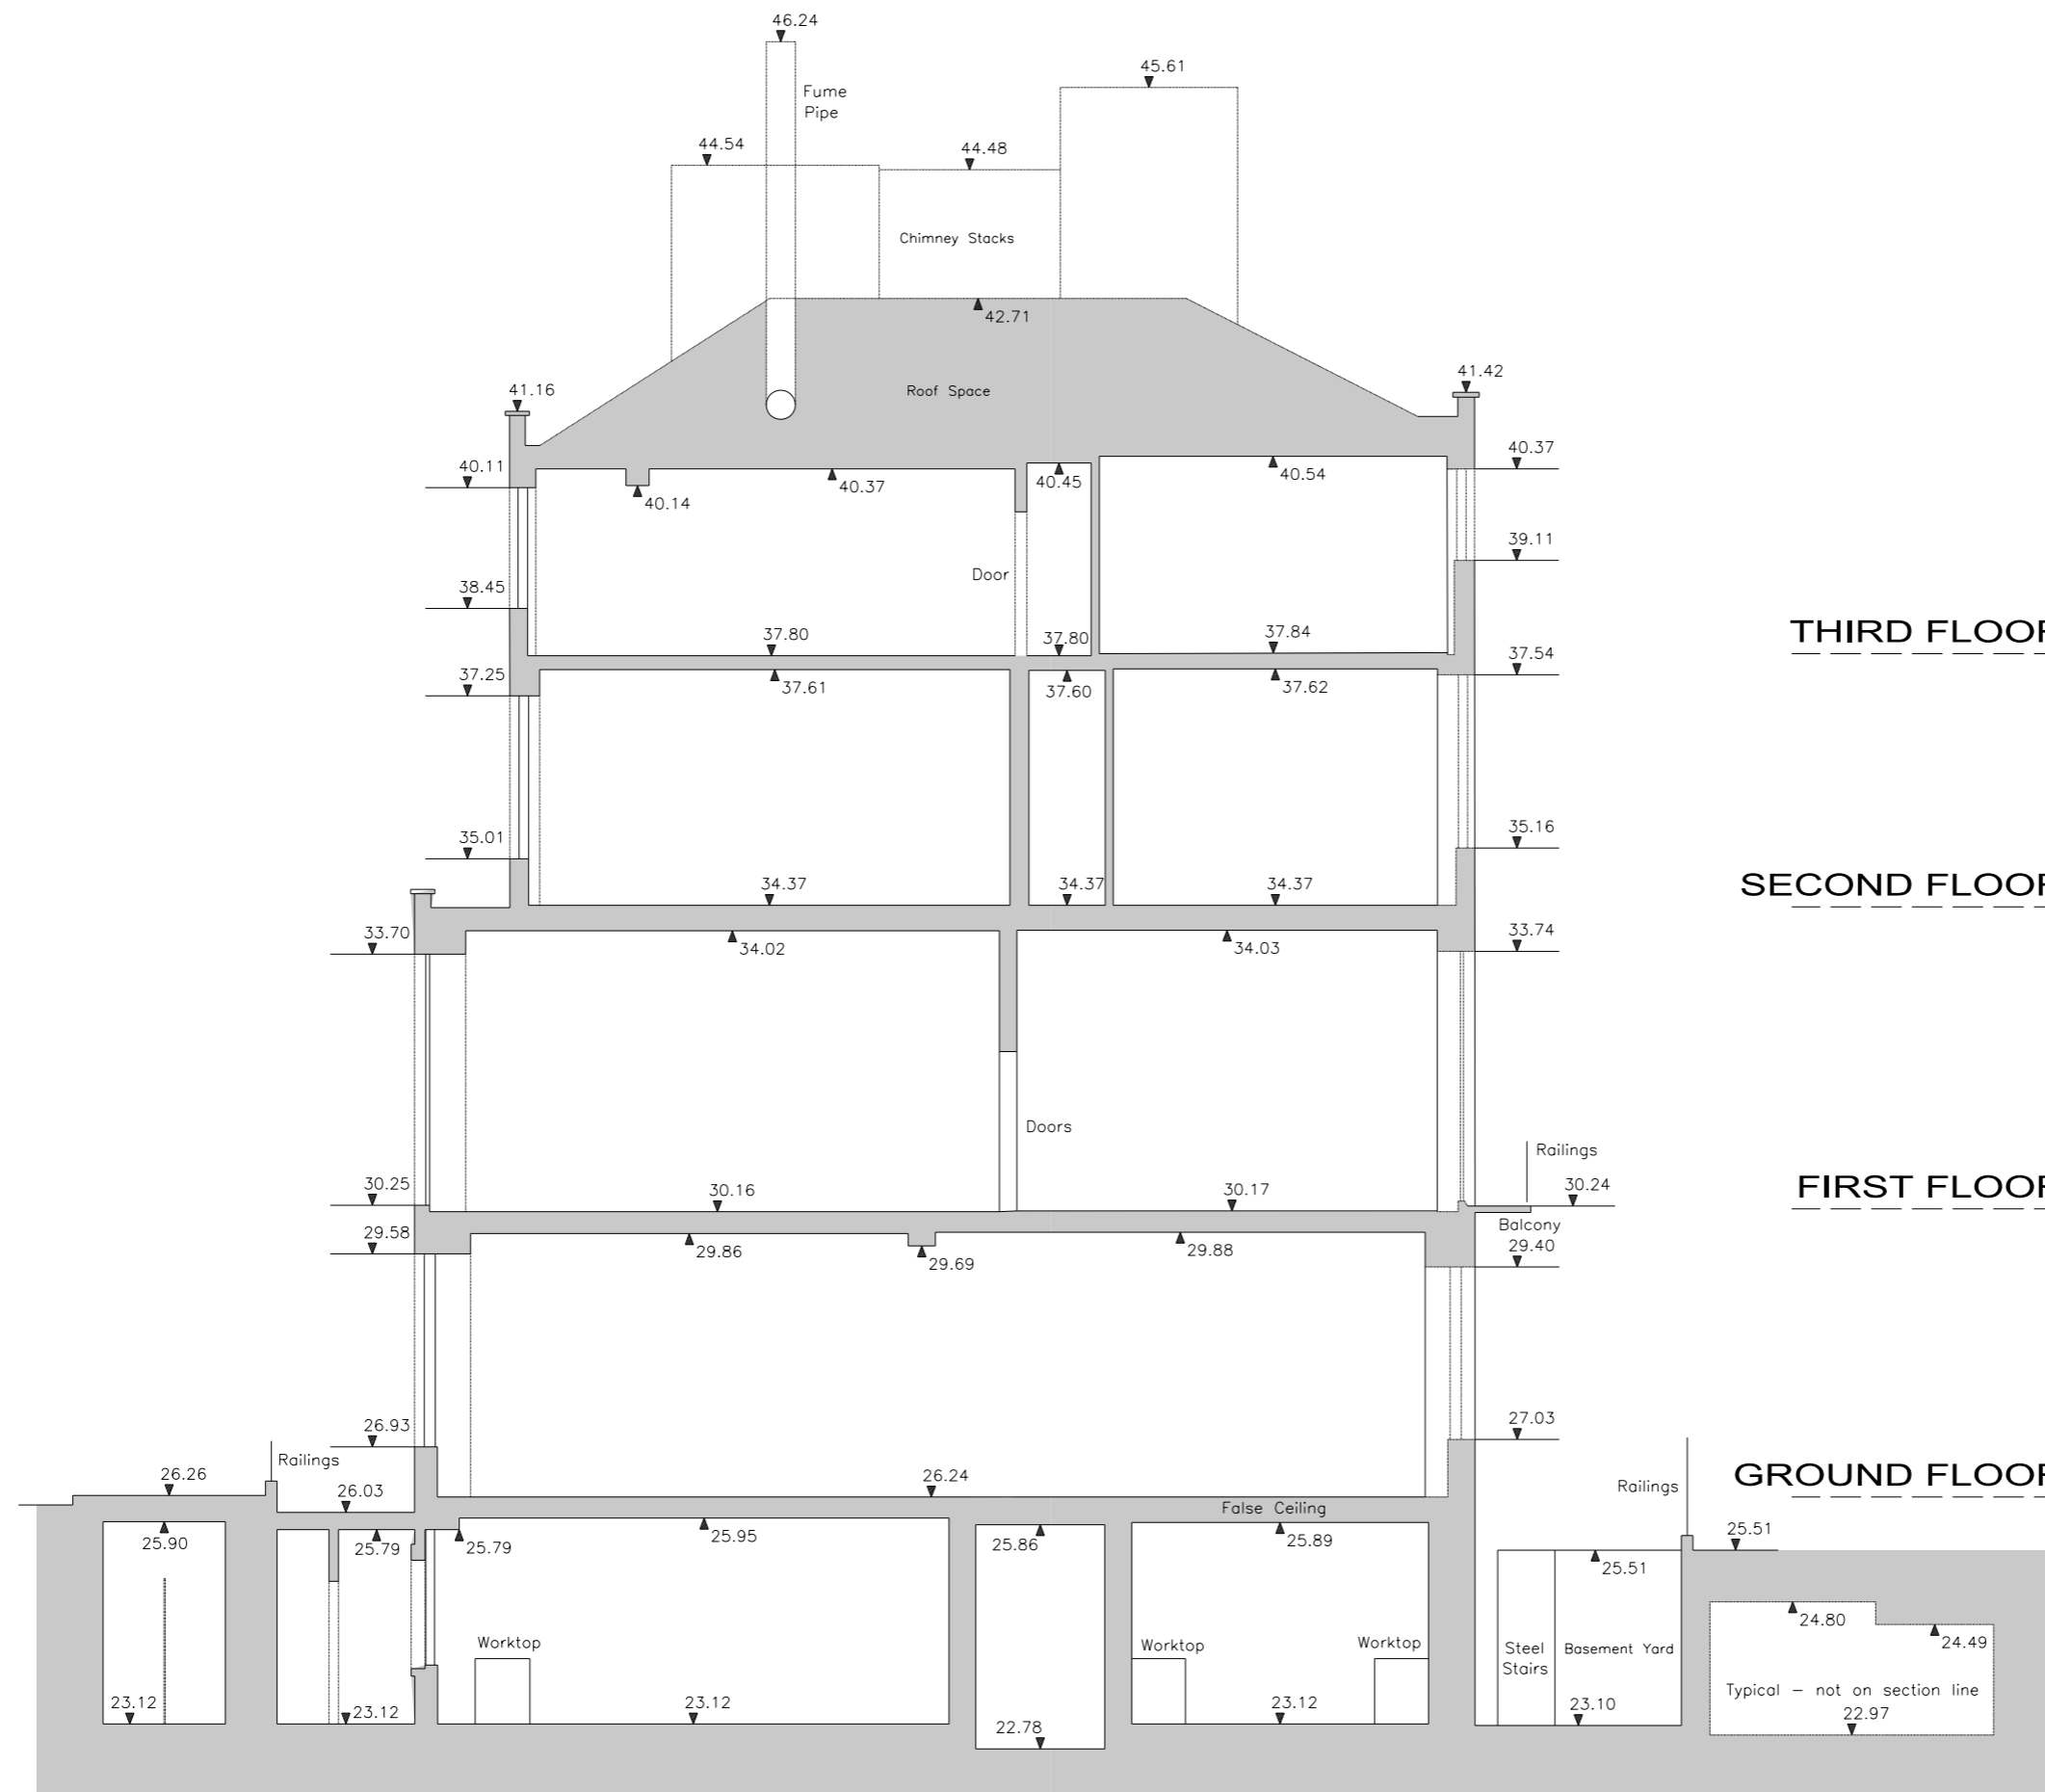 46.24
45.61
Fume
Pipe
44.54
44.48
Chimney Stacks
42.71
41.16
Roof Space
41.42
40.11
40.37
40.14
40.37
40.45
40.54
39.11
Door
38.45
37.80
37.80
37.84
THIRD FLOOR
37.54
37.25
37.61
37.60
37.62
35.01
35.16
34.37
34.37
34.37
SECOND FLOOR
33.70
33.74
34.02
34.03
Doors
Railings
30.25
30.16
30.17
30.24
FIRST FLOOR
Balcony
29.58
29.86
29.69
29.88
29.40
26.93
27.03
Railings
26.26
26.24
GROUND FLOOR
26.03
Railings
False Ceiling
25.90
25.79
25.79
25.95
25.86
25.89
25.51
25.51
24.80
24.49
Worktop
Worktop
Worktop
Steel
Stairs
Basement Yard
Typical – not on section line
23.12
23.12
23.12
22.78
23.12
23.10
22.97